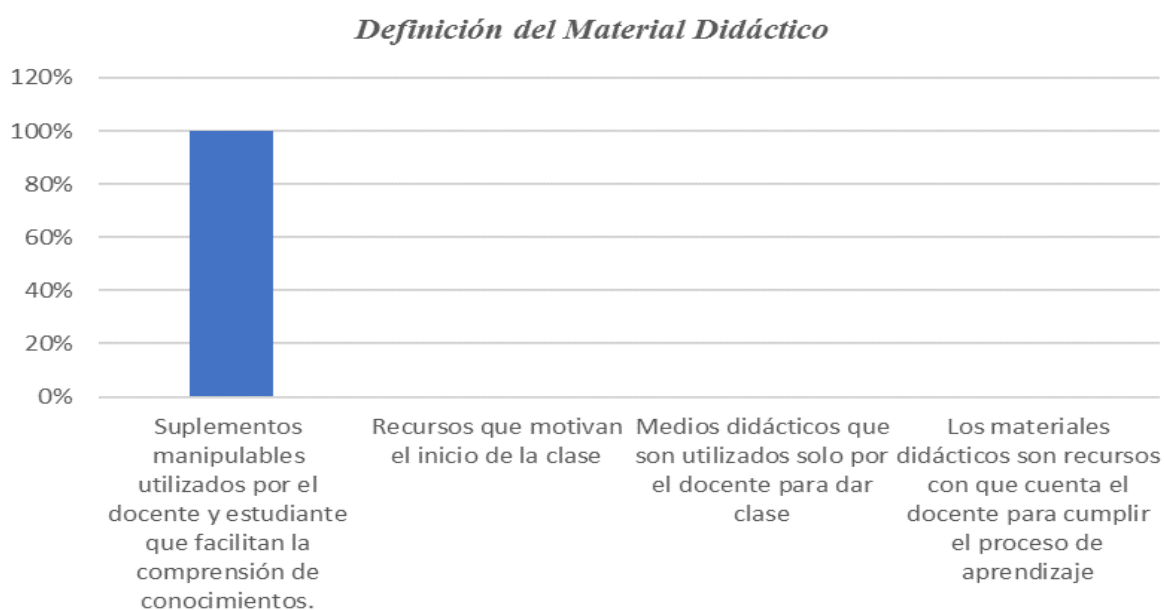 Definición del Material Didáctico
120%
100%
80%
60%
40%
20%
0%
Suplementos
manipulables
utilizados por el
docente y estudiante
que facilitan la
comprensión de
conocimientos.
Recursos que motivan
el inicio de la clase
Medios didácticos que
son utilizados solo por
el docente para dar
clase
Los materiales
didácticos son recursos
con que cuenta el
docente para cumplir
el proceso de
aprendizaje